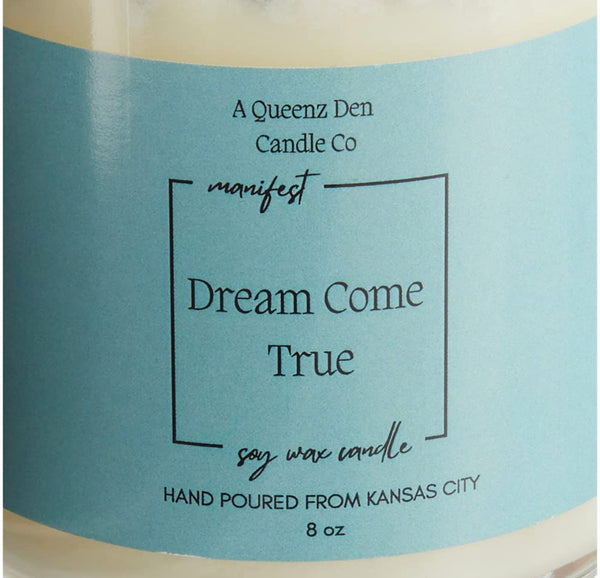 A Queenz Den
Candle Co
manifest
Dream Come
True
soy wax candle
HAND POURED FROM KANSAS CITY
8 oz